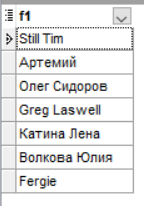 f1
Still Tim
Артемий
Олег Сидоров
Greg Laswell
Катина Лена
Волкова Юлия
Fergie